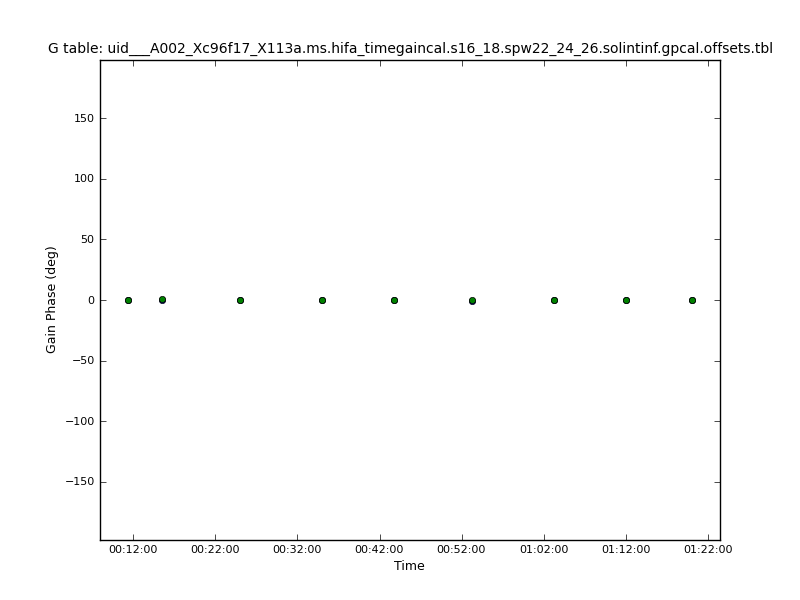 G table: uid___A002_Xc96f17_X113a.ms.hifa_timegaincal.s16_18.spw22_24_26.solintinf.gpcal.offsets.tbl
150
100
50
0
−50
−100
−150
Gain Phase (deg)
00:12:00 00:22:00 00:32:00 00:42:00 00:52:00 01:02:00 01:12:00 01:22:00
Time